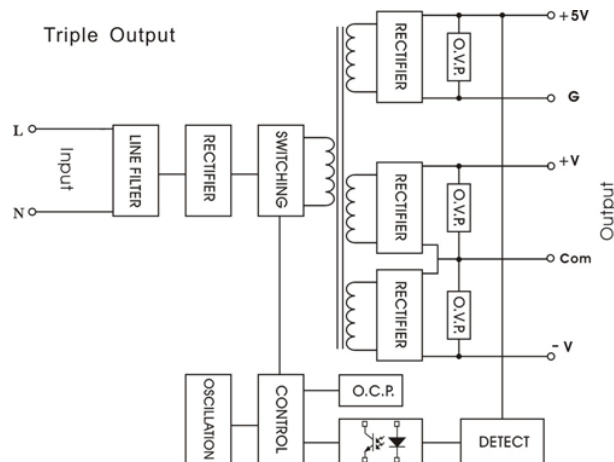 Triple Output
L
N
Input
LINE FILTER
RECTIFIER
SWITCHING
RECTIFIER
O.V.P.
+5V
G
RECTIFIER
O.V.P.
+V
Com
RECTIFIER
O.V.P.
- V
Output
OSCILLATION
CONTROL
O.C.P.
DETECT